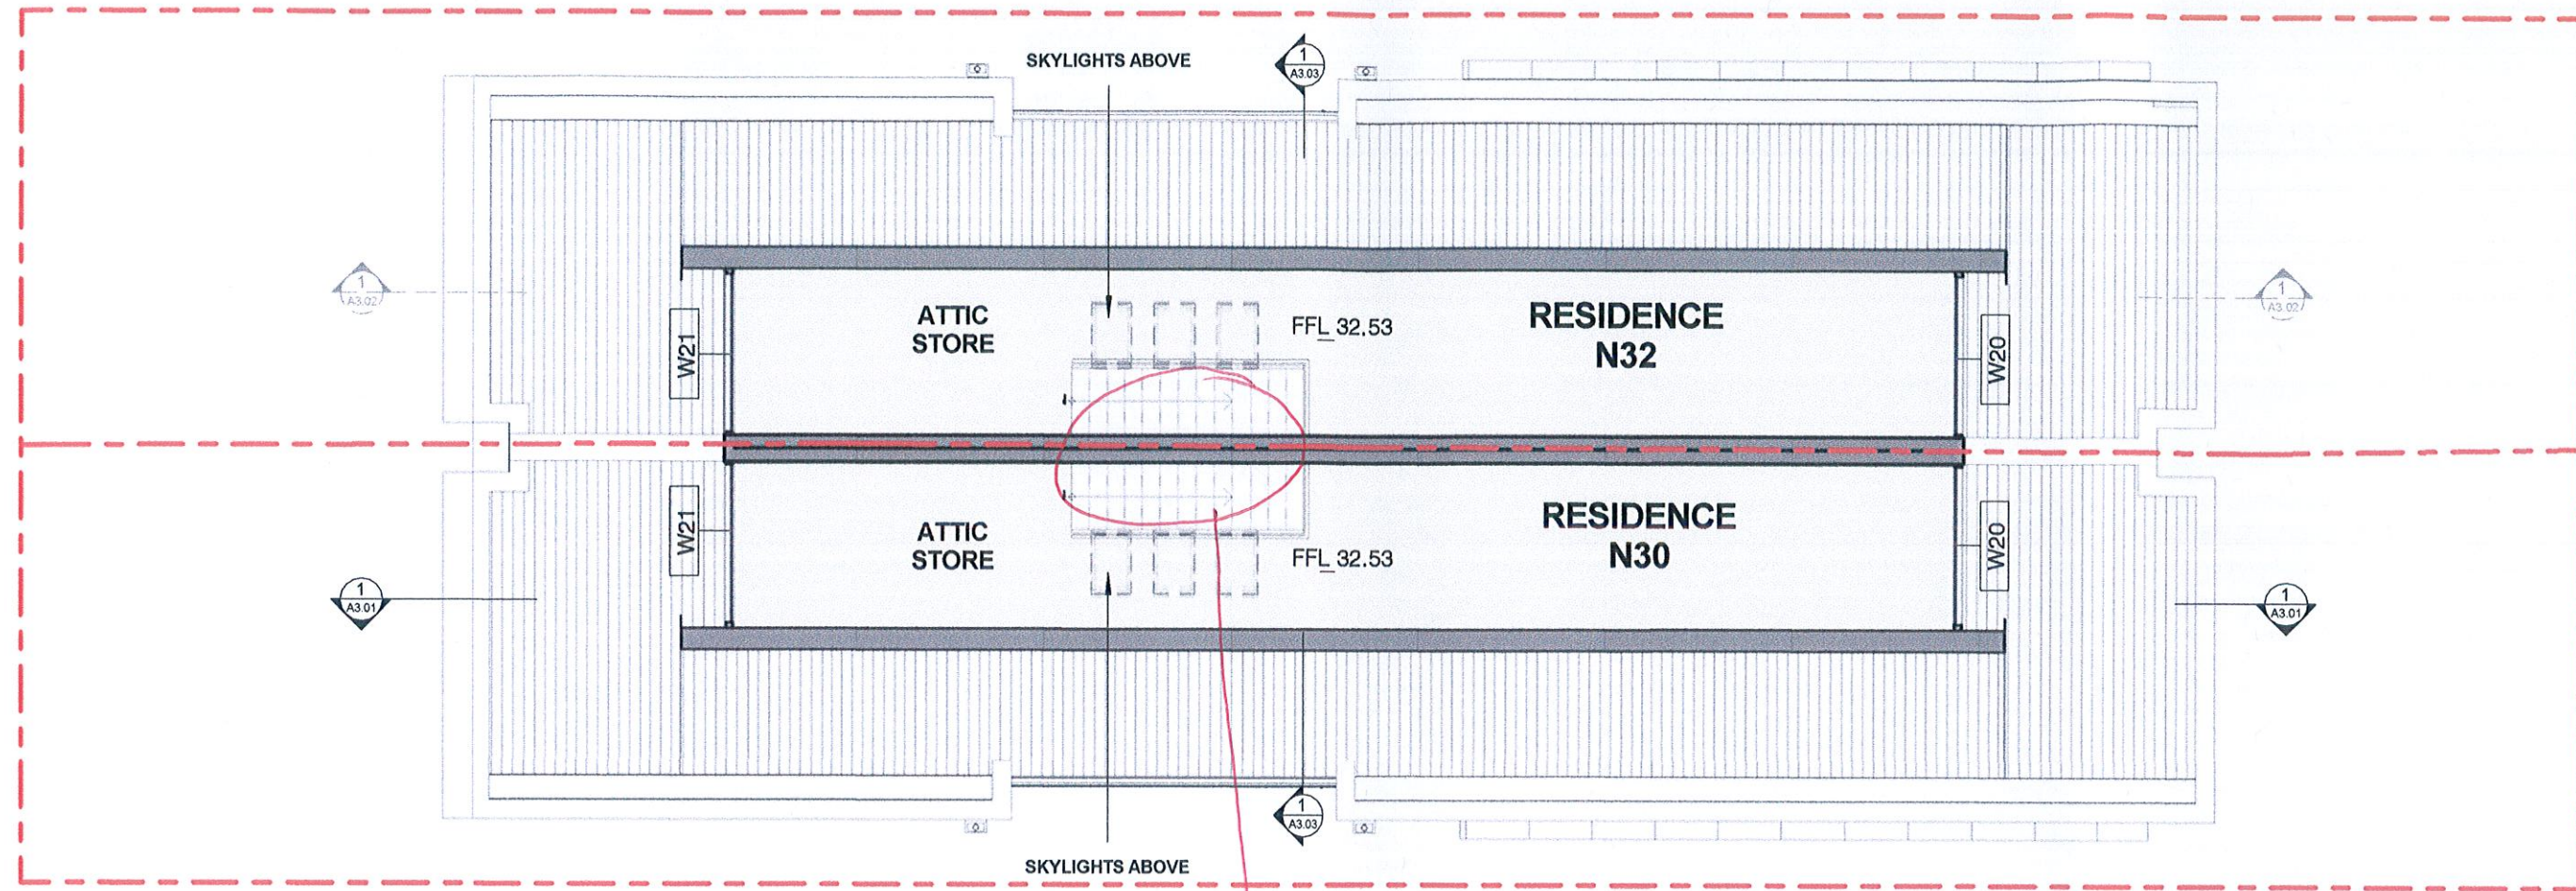 SKYLIGHTS ABOVE
1
A3.03
1
A3.02
1
A3.02
W21
ATTIC
STORE
FFL 32.53
RESIDENCE
N32
W20
W21
ATTIC
STORE
FFL 32.53
RESIDENCE
N30
W20
1
A3.01
1
A3.01
1
A3.03
SKYLIGHTS ABOVE